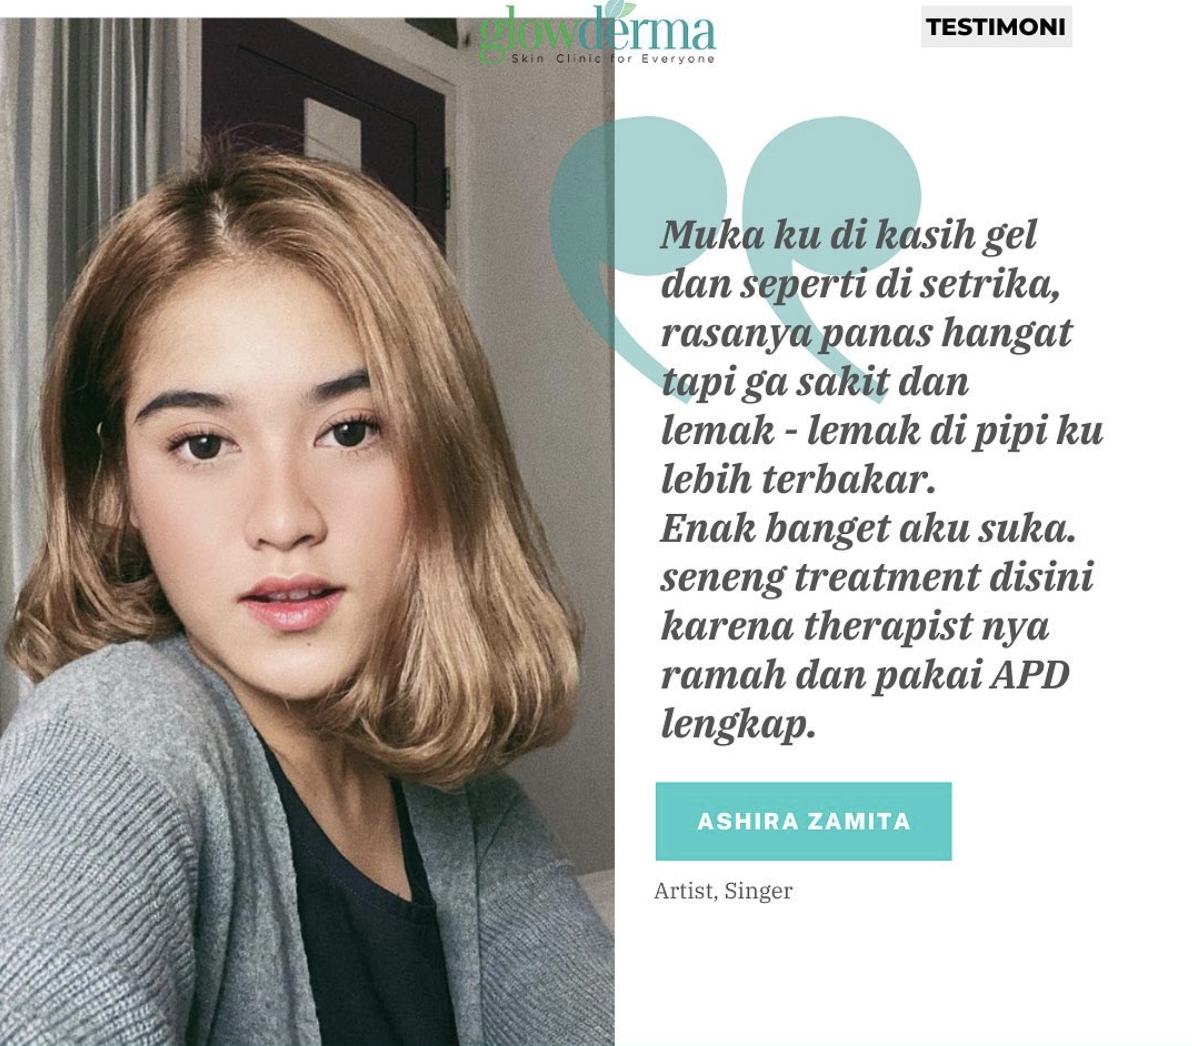 glowderma
Skin Clinic for Everyone
TESTIMONI
Muka ku di kasih gel
dan seperti di setrika,
rasanya panas hangat
tapi ga sakit dan
lemak - lemak di pipi ku
lebih terbakar.
Enak banget aku suka.
seneng treatment disini
karena therapist nya
ramah dan pakai APD
lengkap.
ASHIRA ZAMITA
Artist, Singer